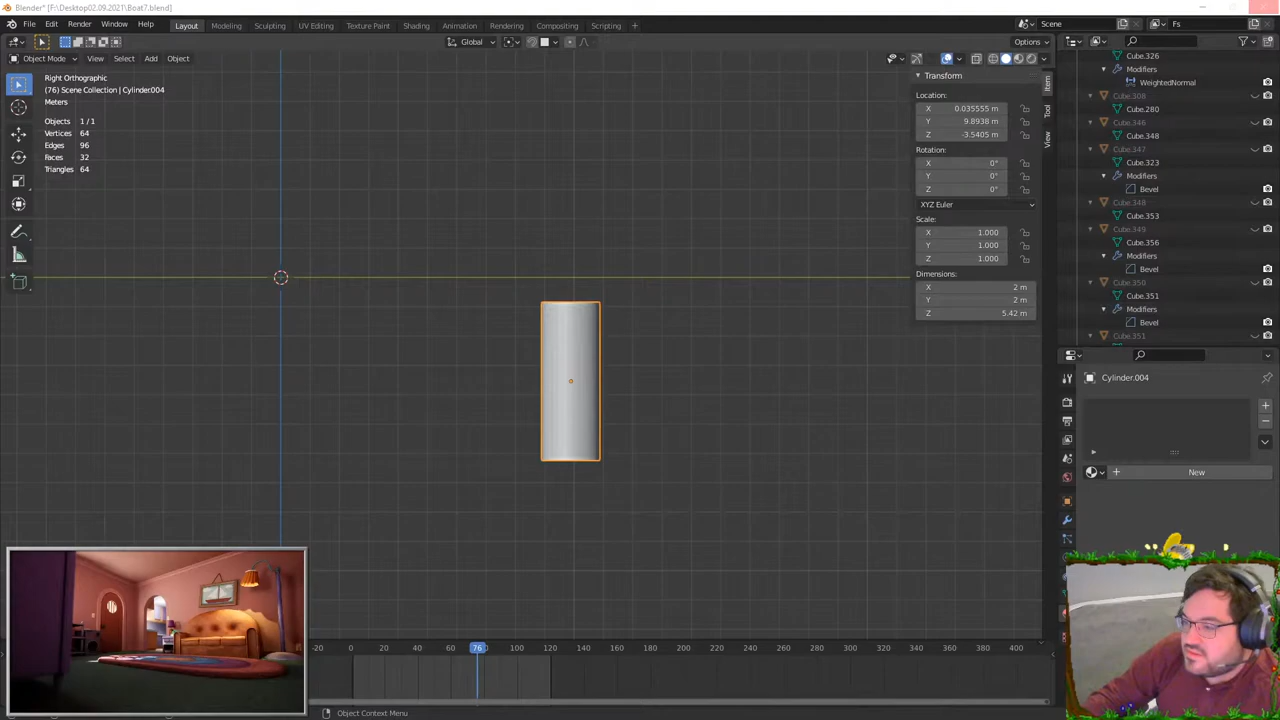 Blender* [F:\Desktop02.09.2021\Boat7.blend]
File Edit Render Window Help Layout Modeling Sculpting UV Editing Texture Paint Shading Animation Rendering Compositing Scripting + Scene Fs
Global Options
Object Mode View Select Add Object
Right Orthographic
(76) Scene Collection | Cylinder.004
Meters
Objects 1 / 1
Vertices 64
Edges 96
Faces 32
Triangles 64
Transform
Location:
X 0.035555 m
Y 9.8938 m
Z -3.5405 m
Rotation:
X 0°
Y 0°
Z 0°
XYZ Euler
Scale:
X 1.000
Y 1.000
Z 1.000
Dimensions:
X 2 m
Y 2 m
Z 5.42 m
Item
Tool
View
Cube.326
Modifiers
WeightedNormal
Cube.308
Cube.280
Cube.346
Cube.348
Cube.347
Cube.323
Modifiers
Bevel
Cube.348
Cube.353
Cube.349
Cube.356
Modifiers
Bevel
Cube.350
Cube.351
Modifiers
Bevel
Cube.351
Cylinder.004
New
-20 0 20 40 60 76 100 120 140 160 180 200 220 240 260 280 300 320 340 360 380 400
Object Context Menu